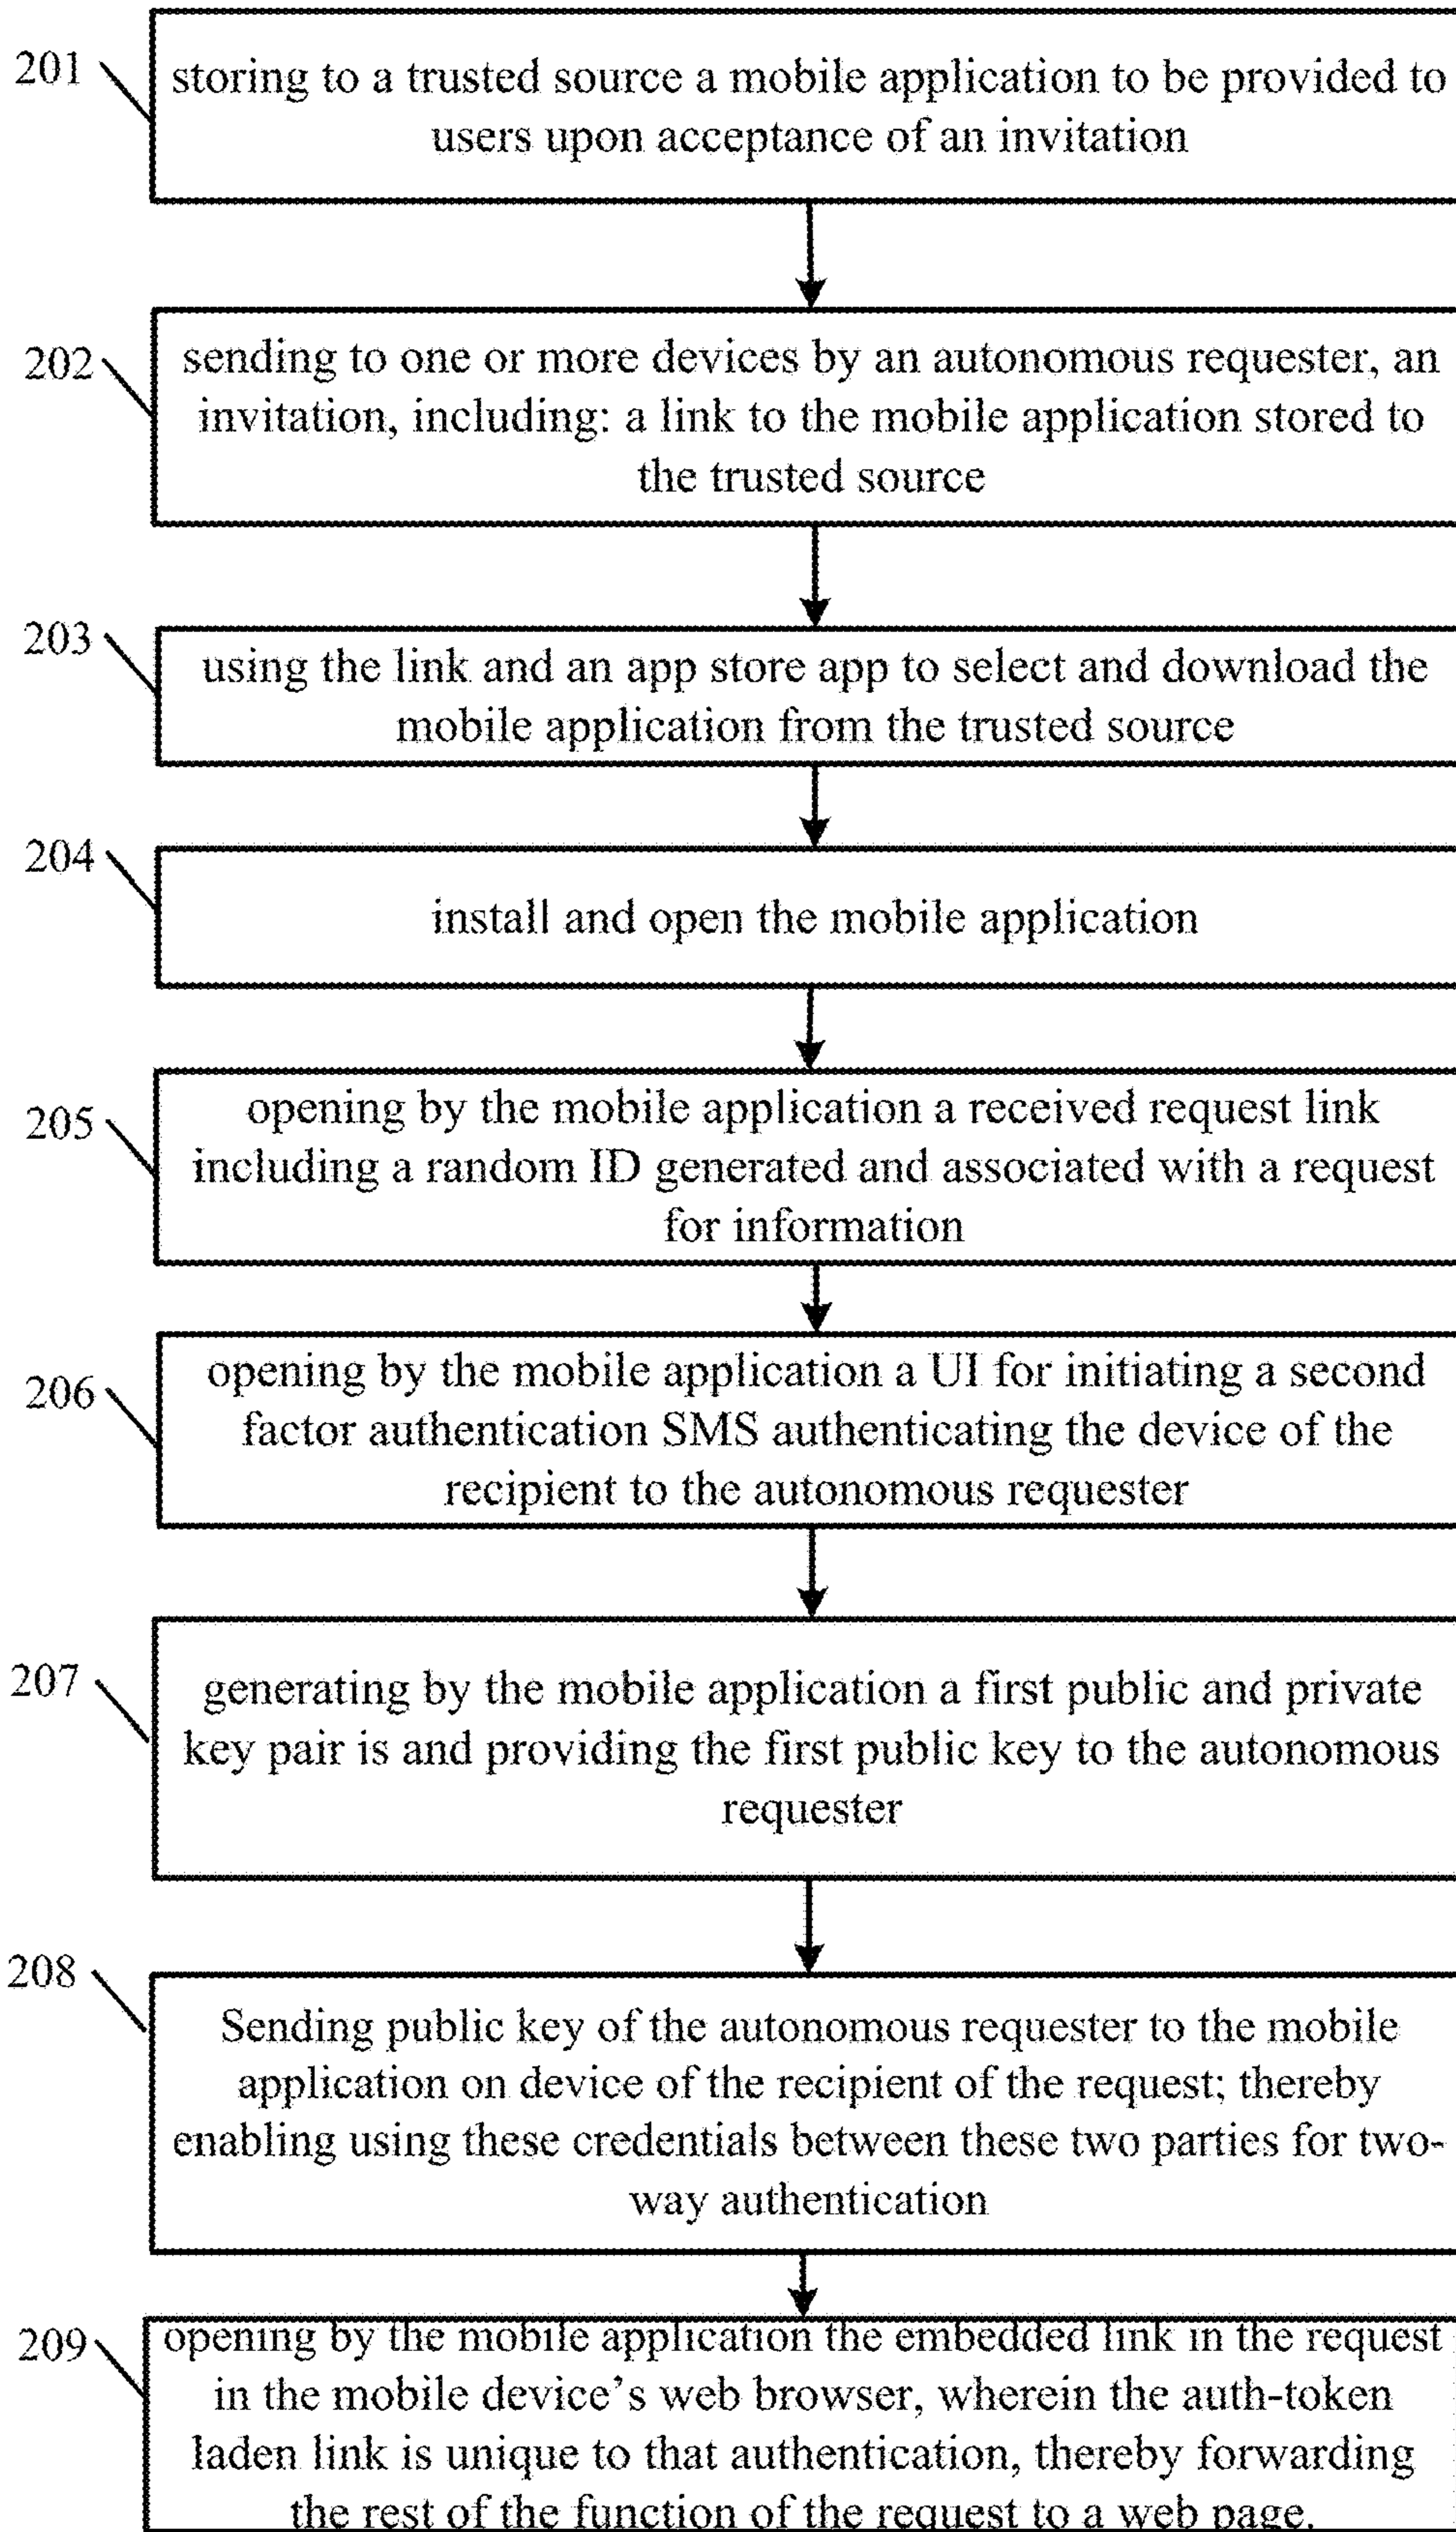 201
storing to a trusted source a mobile application to be provided to
users upon acceptance of an invitation
202
sending to one or more devices by an autonomous requester, an
invitation, including: a link to the mobile application stored to
the trusted source
203
using the link and an app store app to select and download the
mobile application from the trusted source
204
install and open the mobile application
205
opening by the mobile application a received request link
including a random ID generated and associated with a request
for information
206
opening by the mobile application a UI for initiating a second
factor authentication SMS authenticating the device of the
recipient to the autonomous requester
207
generating by the mobile application a first public and private
key pair is and providing the first public key to the autonomous
requester
208
Sending public key of the autonomous requester to the mobile
application on device of the recipient of the request; thereby
enabling using these credentials between these two parties for two-
way authentication
209
opening by the mobile application the embedded link in the request
in the mobile device's web browser, wherein the auth-token
laden link is unique to that authentication, thereby forwarding
the rest of the function of the request to a web page.